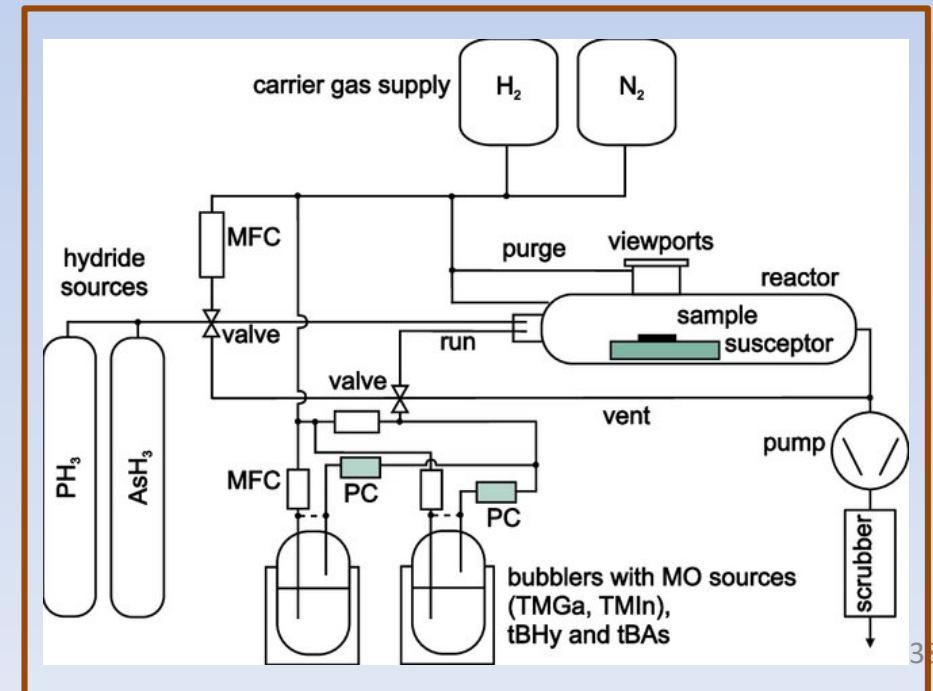 carrier gas supply
H₂
N₂
MFC
hydride
sources
purge
viewports
reactor
valve
run
sample
susceptor
valve
vent
pump
PH₃
AsH₃
MFC
PC
PC
scrubber
bubblers with MO sources
(TMGa, TMIn),
tBHy and tBAs